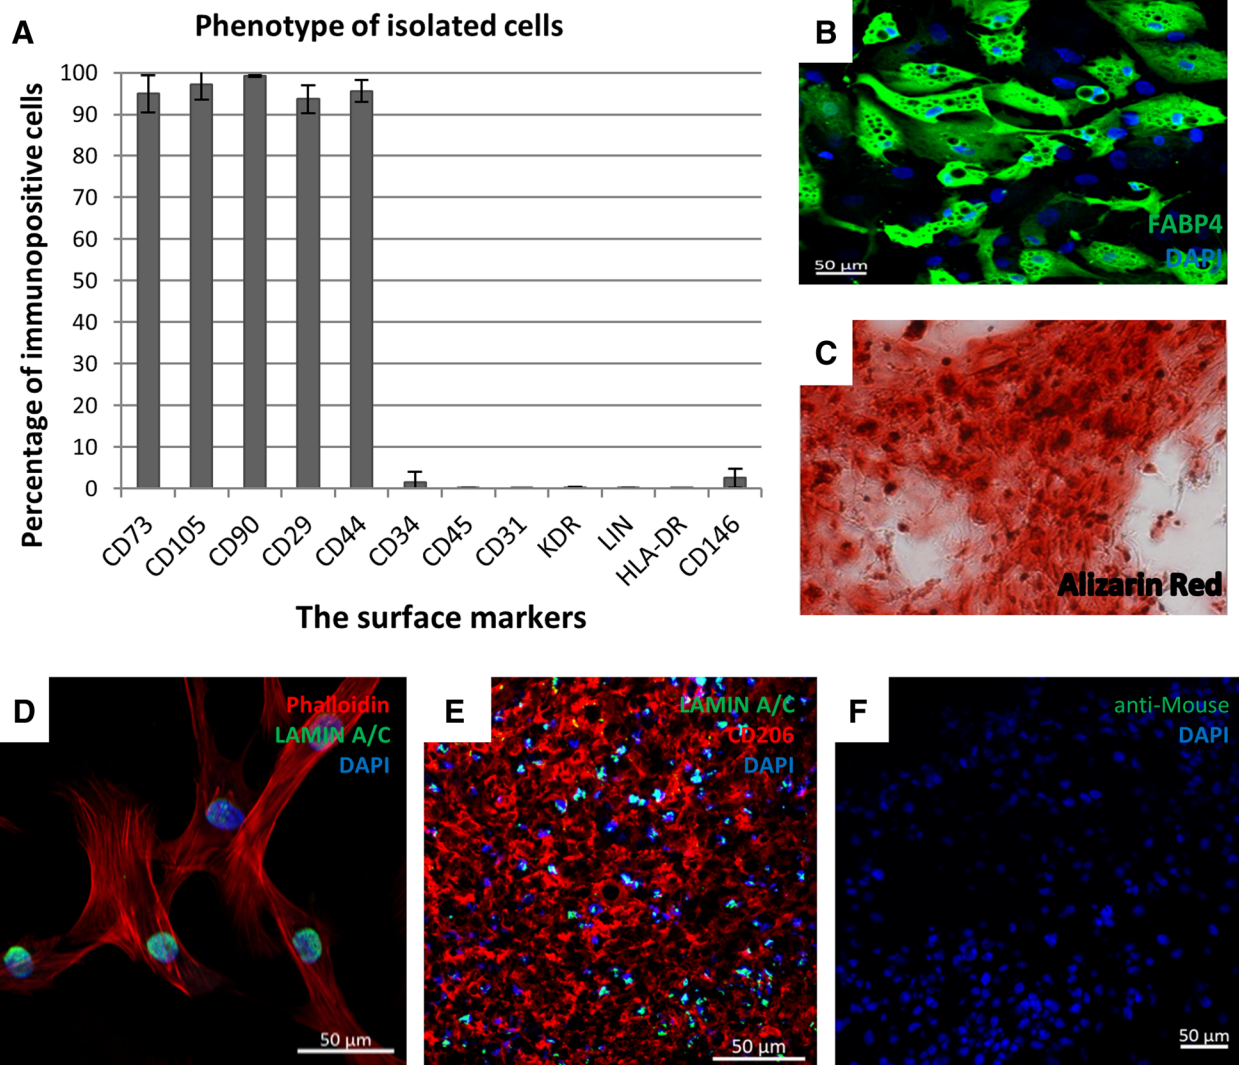 A
Phenotype of isolated cells
Percentage of immunopositive cells
100
90
80
70
60
50
40
30
20
10
0
CD73
CD105
CD90
CD29
CD44
CD34
CD45
CD31
KDR
LIN
HLA-DR
CD146
The surface markers
B
FABP4
DAPJ
50 µm
C
Alizarin Red
D
Phalloidin
LAMIN A/C
DAPI
50 µm
E
LAMIN A/C
CD206
DAPI
50 µm
F
anti-Mouse
DAPI
50 µm